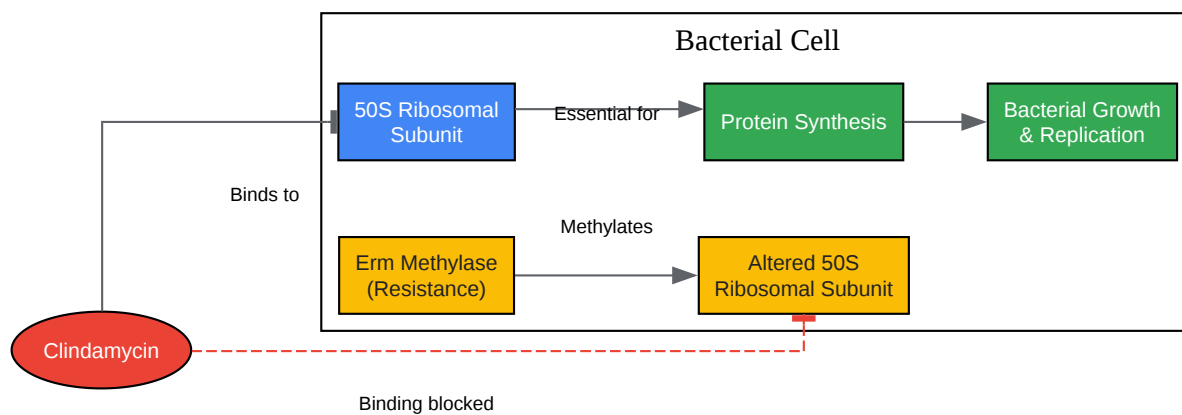 Bacterial Cell
50S Ribosomal
Subunit
Essential for
Protein Synthesis
Bacterial Growth
& Replication
Binds to
Methylates
Erm Methylase
(Resistance)
Altered 50S
Ribosomal Subunit
Clindamycin
Binding blocked